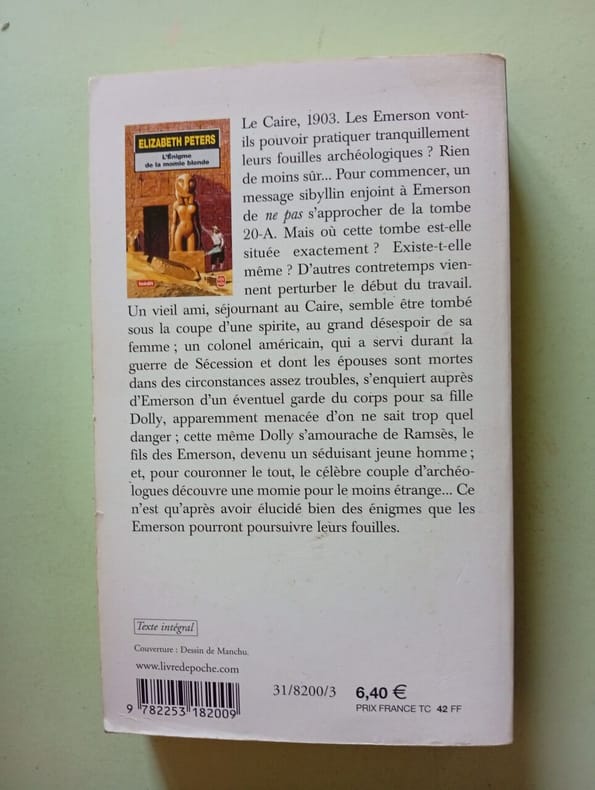 ELIZABETH PETERS
L'Énigme
de la momie blonde
Inédit
Le Caire, 1903. Les Emerson vont-
ils pouvoir pratiquer tranquillement
leurs fouilles archéologiques ? Rien
de moins sûr... Pour commencer, un
message sibyllin enjoint à Emerson
de ne pas s'approcher de la tombe
20-A. Mais où cette tombe est-elle
située exactement ? Existe-t-elle
même ? D'autres contretemps vien-
nent perturber le début du travail.
Un vieil ami, séjournant au Caire, semble être tombé
sous la coupe d'une spirite, au grand désespoir de sa
femme ; un colonel américain, qui a servi durant la
guerre de Sécession et dont les épouses sont mortes
dans des circonstances assez troubles, s'enquiert auprès
d'Emerson d'un éventuel garde du corps pour sa fille
Dolly, apparemment menacée d'on ne sait trop quel
danger ; cette même Dolly s'amourache de Ramsès, le
fils des Emerson, devenu un séduisant jeune homme ;
et, pour couronner le tout, le célèbre couple d'archéo-
logues découvre une momie pour le moins étrange... Ce
n'est qu'après avoir élucidé bien des énigmes que les
Emerson pourront poursuivre leurs fouilles.
Texte intégral
Couverture : Dessin de Manchu.
www.livredepoche.com
9 782253 182009
31/8200/3
6,40 €
PRIX FRANCE TC 42 FF